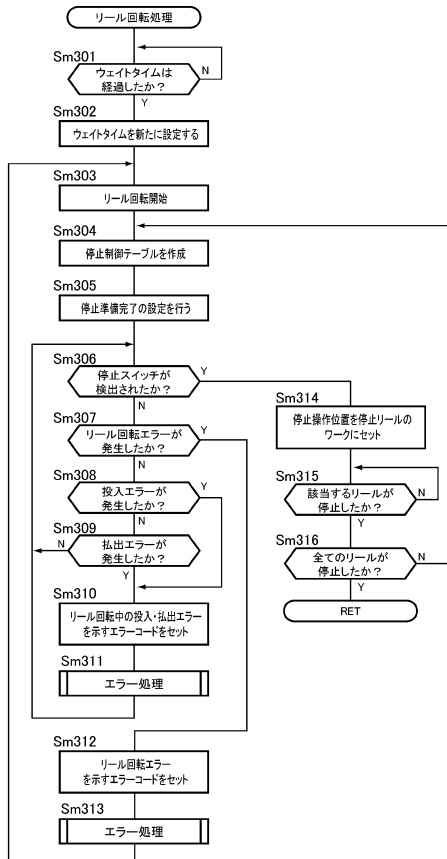 リール回転処理
Sm301
ウェイトタイムは
経過したか？
N
Y
Sm302
ウェイトタイムを新たに設定する
Sm303
リール回転開始
Sm304
停止制御テーブルを作成
Sm305
停止準備完了の設定を行う
Sm306
停止スイッチが
検出されたか？
Y
N
Sm307
リール回転エラーが
発生したか？
Y
N
Sm308
投入エラーが
発生したか？
Y
N
Sm309
払出エラーが
発生したか？
N
Y
Sm310
リール回転中の投入・払出エラー
を示すエラーコードをセット
Sm311
エラー処理
Sm312
リール回転エラー
を示すエラーコードをセット
Sm313
エラー処理
Sm314
停止操作位置を停止リールの
ワークにセット
Sm315
該当するリールが
停止したか？
N
Y
Sm316
全てのリールが
停止したか？
N
Y
RET